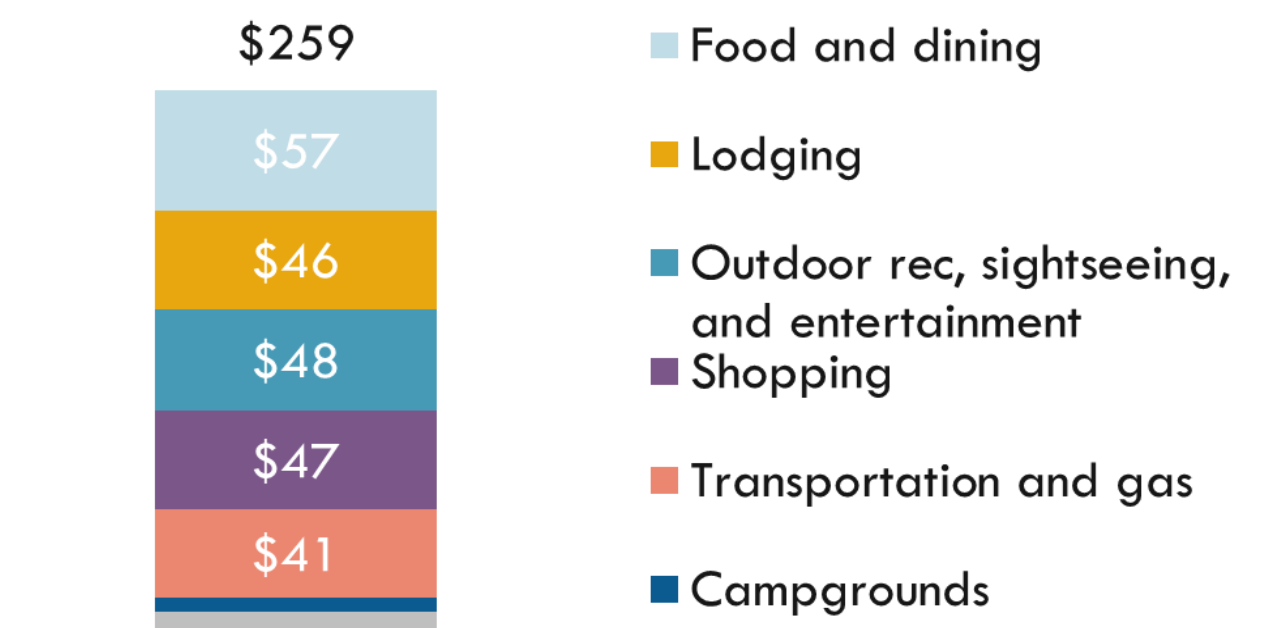 $259
$57
$46
$48
$47
$41
Food and dining
Lodging
Outdoor rec, sightseeing,
and entertainment
Shopping
Transportation and gas
Campgrounds